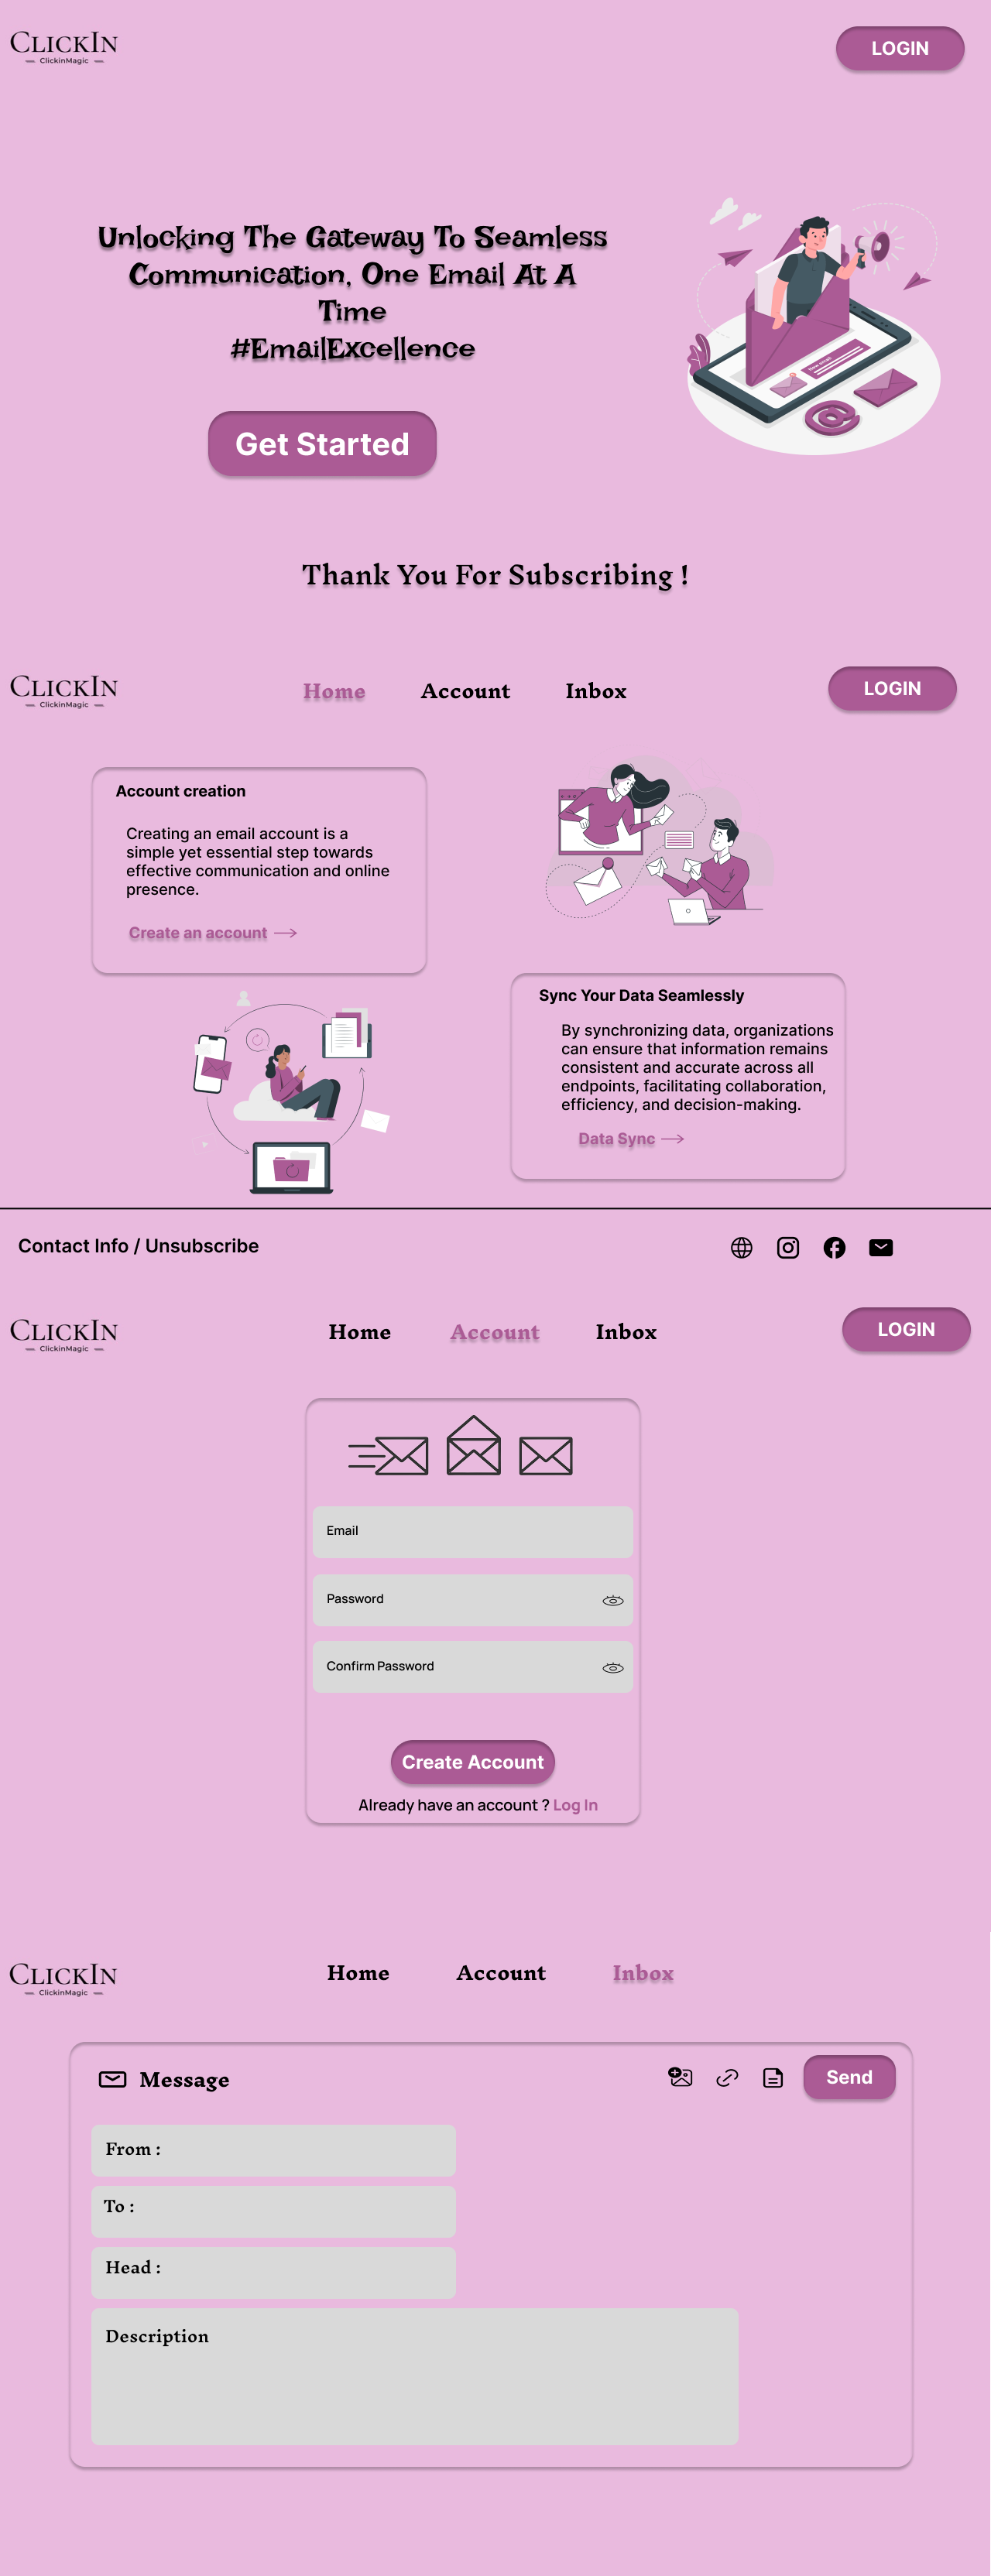 CLICKIN
ClickinMagic
LOGIN
Unlocking The Gateway To Seamless
Communication, One Email At A
Time
#EmailExcellence
Get Started
Thank You For Subscribing !
CLICKIN
ClickinMagic
Home
Account
Inbox
LOGIN
Account creation
Creating an email account is a
simple yet essential step towards
effective communication and online
presence.
Create an account
Sync Your Data Seamlessly
By synchronizing data, organizations
can ensure that information remains
consistent and accurate across all
endpoints, facilitating collaboration,
efficiency, and decision-making.
Data Sync
Contact Info / Unsubscribe
CLICKIN
ClickinMagic
Home
Account
Inbox
LOGIN
Email
Password
Confirm Password
Create Account
Already have an account ? Log In
CLICKIN
ClickinMagic
Home
Account
Inbox
Message
Send
From :
To :
Head :
Description